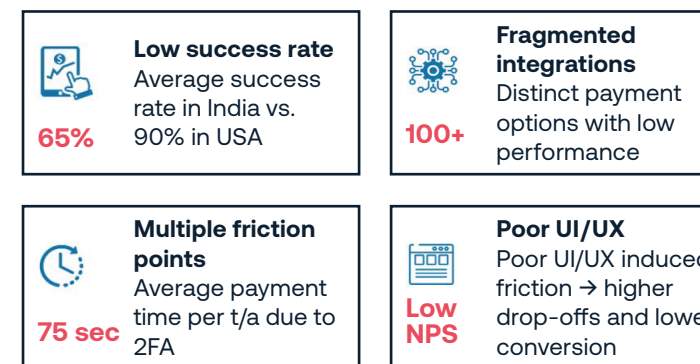 Low success rate
Average success
rate in India vs.
90% in USA
65%
Fragmented
integrations
Distinct payment
options with low
performance
100+
Multiple friction
points
Average payment
time per t/a due to
2FA
75 sec
Poor UI/UX
Poor UI/UX induced
friction → higher
drop-offs and lowe
conversion
Low
NPS